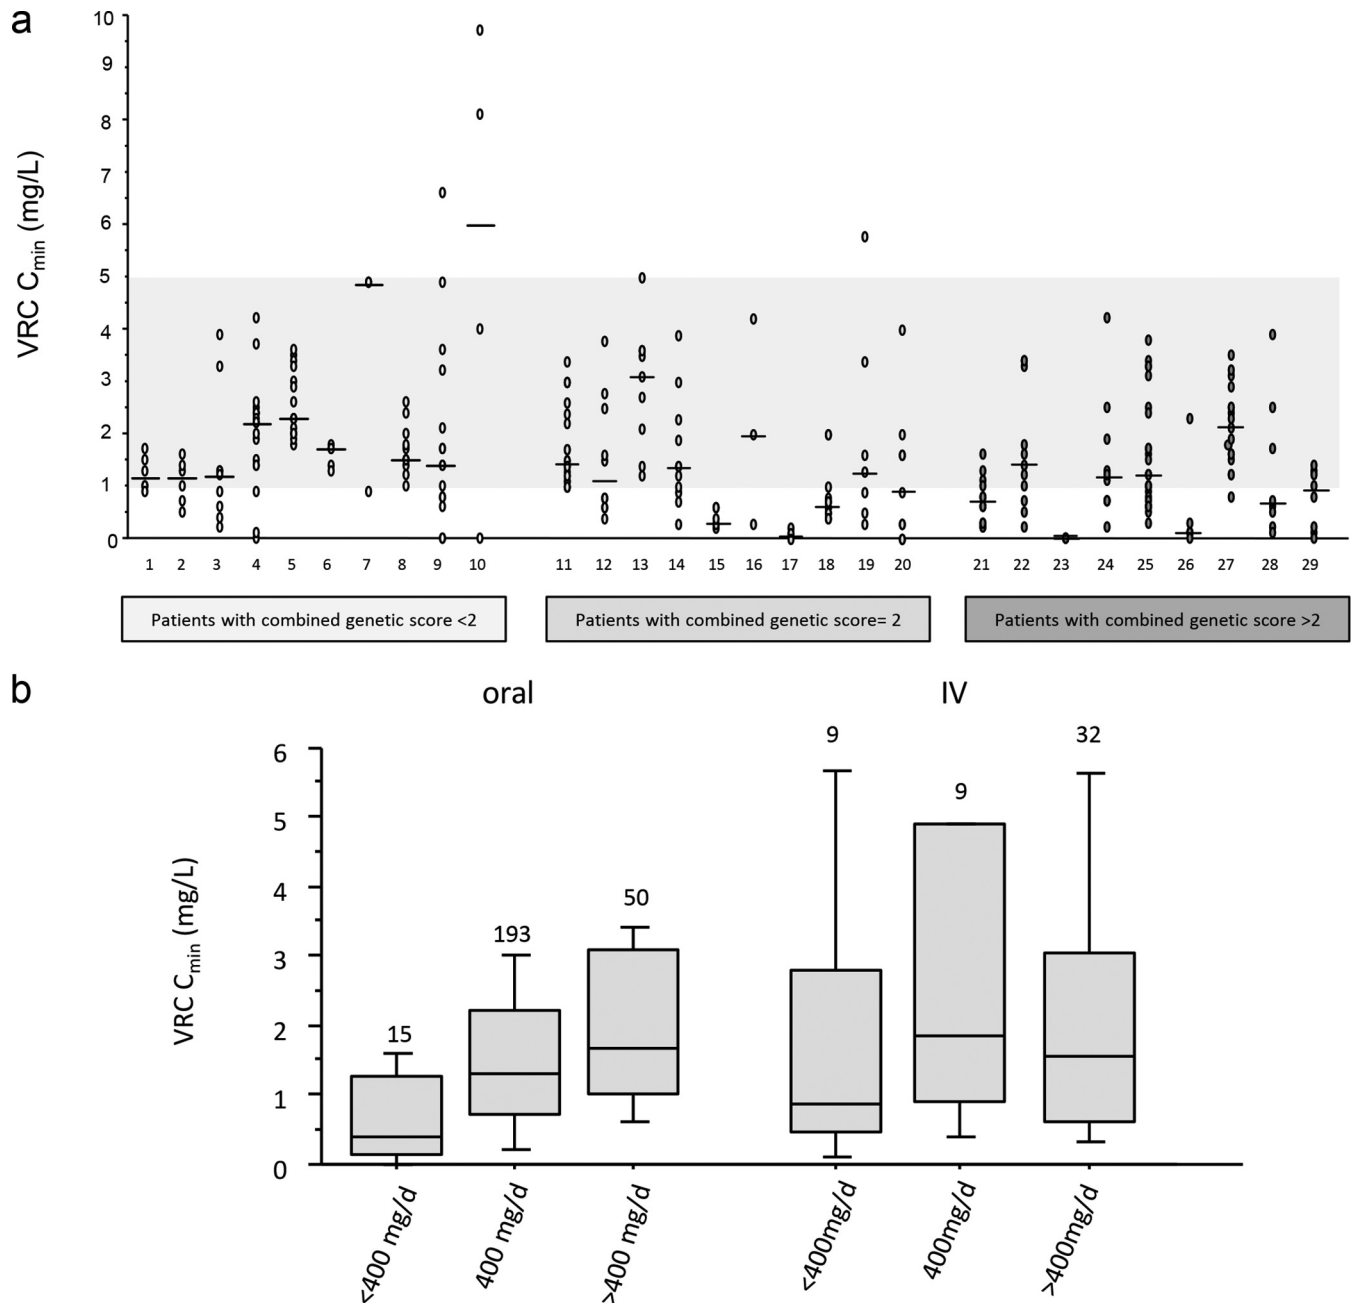 a
VRC Cmin (mg/L)
10
9
8
7
6
5
4
3
2
1
0
1 2 3 4 5 6 7 8 9 10 11 12 13 14 15 16 17 18 19 20 21 22 23 24 25 26 27 28 29
Patients with combined genetic score <2
Patients with combined genetic score= 2
Patients with combined genetic score >2
b
oral
IV
VRC Cmin (mg/L)
6
5
4
3
2
1
0
15
193
50
9
9
32
<400 mg/d
400 mg/d
>400 mg/d
<400mg/d
400mg/d
>400mg/d